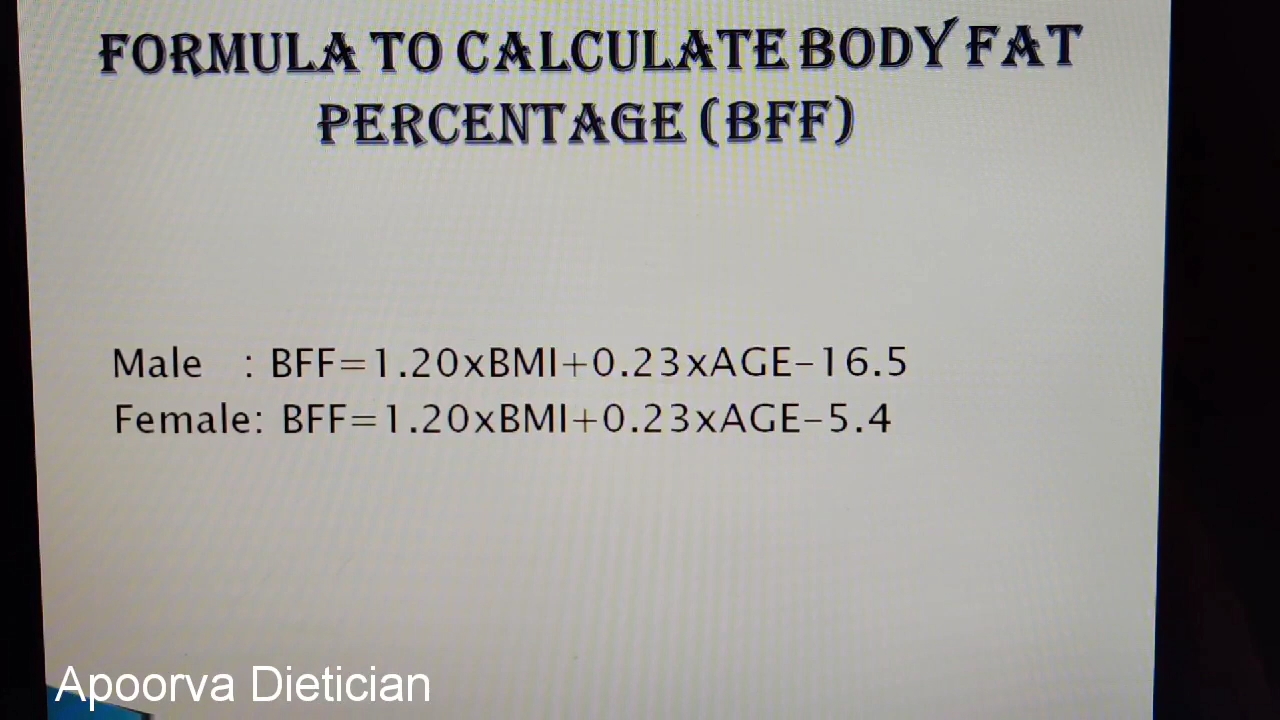 FORMULA TO CALCULATE BODY FAT
PERCENTAGE (BFF)
Male : BFF=1.20xBMI+0.23xAGE-16.5
Female: BFF=1.20xBMI+0.23xAGE-5.4
Apoorva Dietician